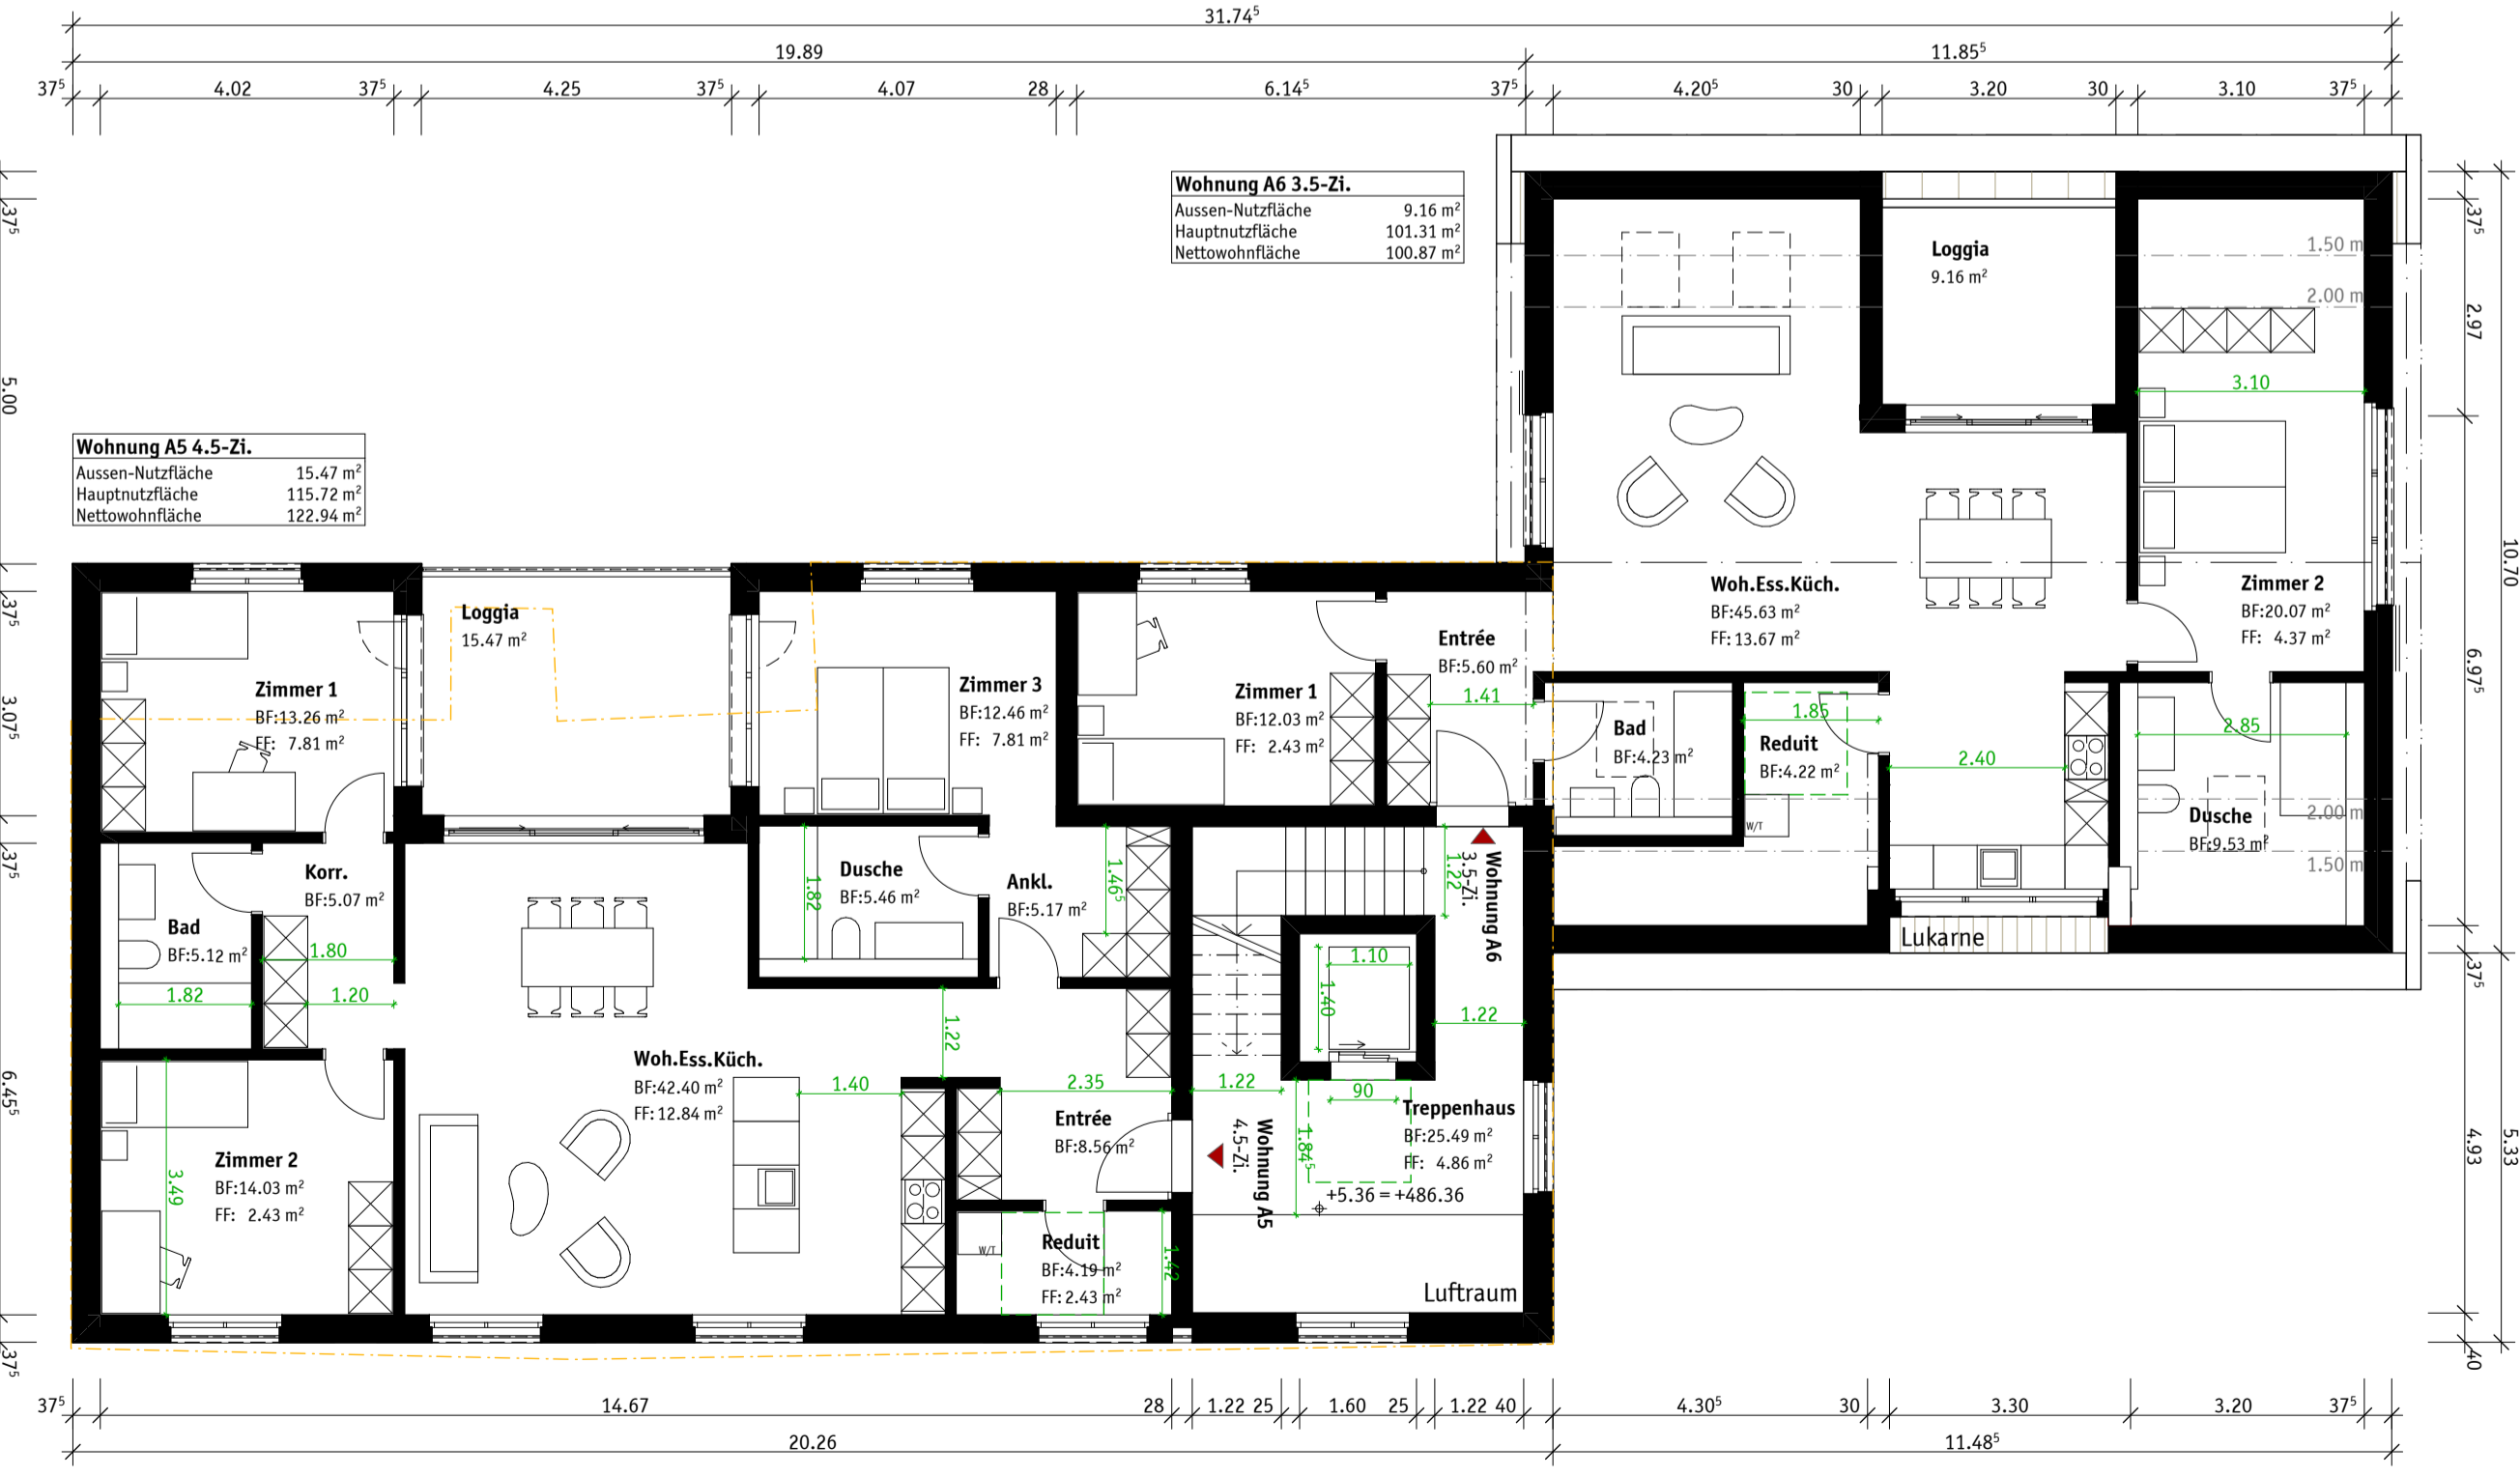 31.74⁵
19.89
11.85⁵
37⁵ 4.02 37⁵ 4.25 37⁵ 4.07 28 6.14⁵ 37⁵ 4.20⁵ 30 3.20 30 3.10 37⁵
Wohnung A6 3.5-Zi.
Aussen-Nutzfläche 9.16 m²
Hauptnutzfläche 101.31 m²
Nettowohnfläche 100.87 m²
Wohnung A5 4.5-Zi.
Aussen-Nutzfläche 15.47 m²
Hauptnutzfläche 115.72 m²
Nettowohnfläche 122.94 m²
37⁵
5.00
37⁵
3.07⁵
37⁵
6.45⁵
37⁵
Loggia
9.16 m²
1.50 m
2.00 m
3.10
Woh.Ess.Küch.
BF:45.63 m²
FF: 13.67 m²
Zimmer 2
BF:20.07 m²
FF: 4.37 m²
Loggia
15.47 m²
Zimmer 1
BF:13.26 m²
FF: 7.81 m²
Zimmer 3
BF:12.46 m²
FF: 7.81 m²
Zimmer 1
BF:12.03 m²
FF: 2.43 m²
Entrée
BF:5.60 m²
1.41
Bad
BF:4.23 m²
1.85
Reduit
BF:4.22 m²
W/T
2.40
2.85
Dusche
BF:9.53 m²
2.00 m
1.50 m
Lukarne
Korr.
BF:5.07 m²
Bad
BF:5.12 m²
1.80
1.82
1.20
Dusche
BF:5.46 m²
1.82
Ankl.
BF:5.17 m²
1.46⁵
1.22
Wohnung A6
3.5-Zi.
1.10
1.40
1.22
1.22
Woh.Ess.Küch.
BF:42.40 m²
FF: 12.84 m²
1.40
2.35
1.22
90
Entrée
BF:8.56 m²
Treppenhaus
BF:25.49 m²
FF: 4.86 m²
1.84⁵
Wohnung A5
4.5-Zi.
+5.36 = +486.36
Zimmer 2
BF:14.03 m²
FF: 2.43 m²
3.49
W/T
Reduit
BF:4.19 m²
FF: 2.43 m²
1.42
Luftraum
37⁵
2.97
6.97⁵
37⁵
4.93
40
10.70
5.33
37⁵ 14.67 28 1.22 25 1.60 25 1.22 40 4.30⁵ 30 3.30 3.20 37⁵
20.26
11.48⁵